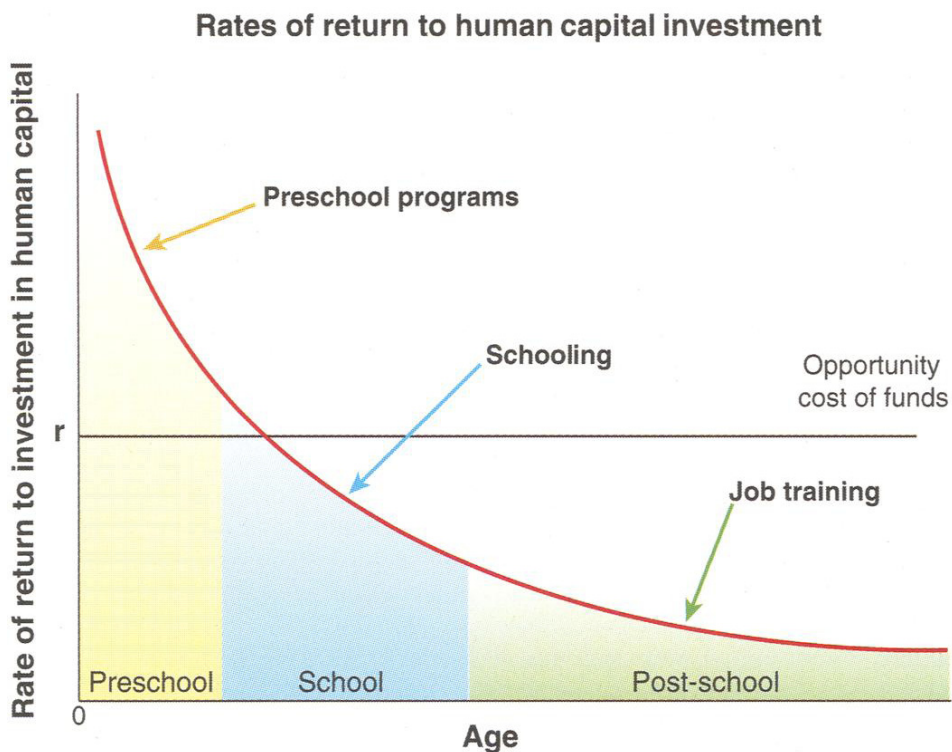 Rates of return to human capital investment
Rate of return to investment in human capital
Preschool programs
Schooling
Opportunity
cost of funds
r
Job training
Preschool
School
Post-school
0
Age